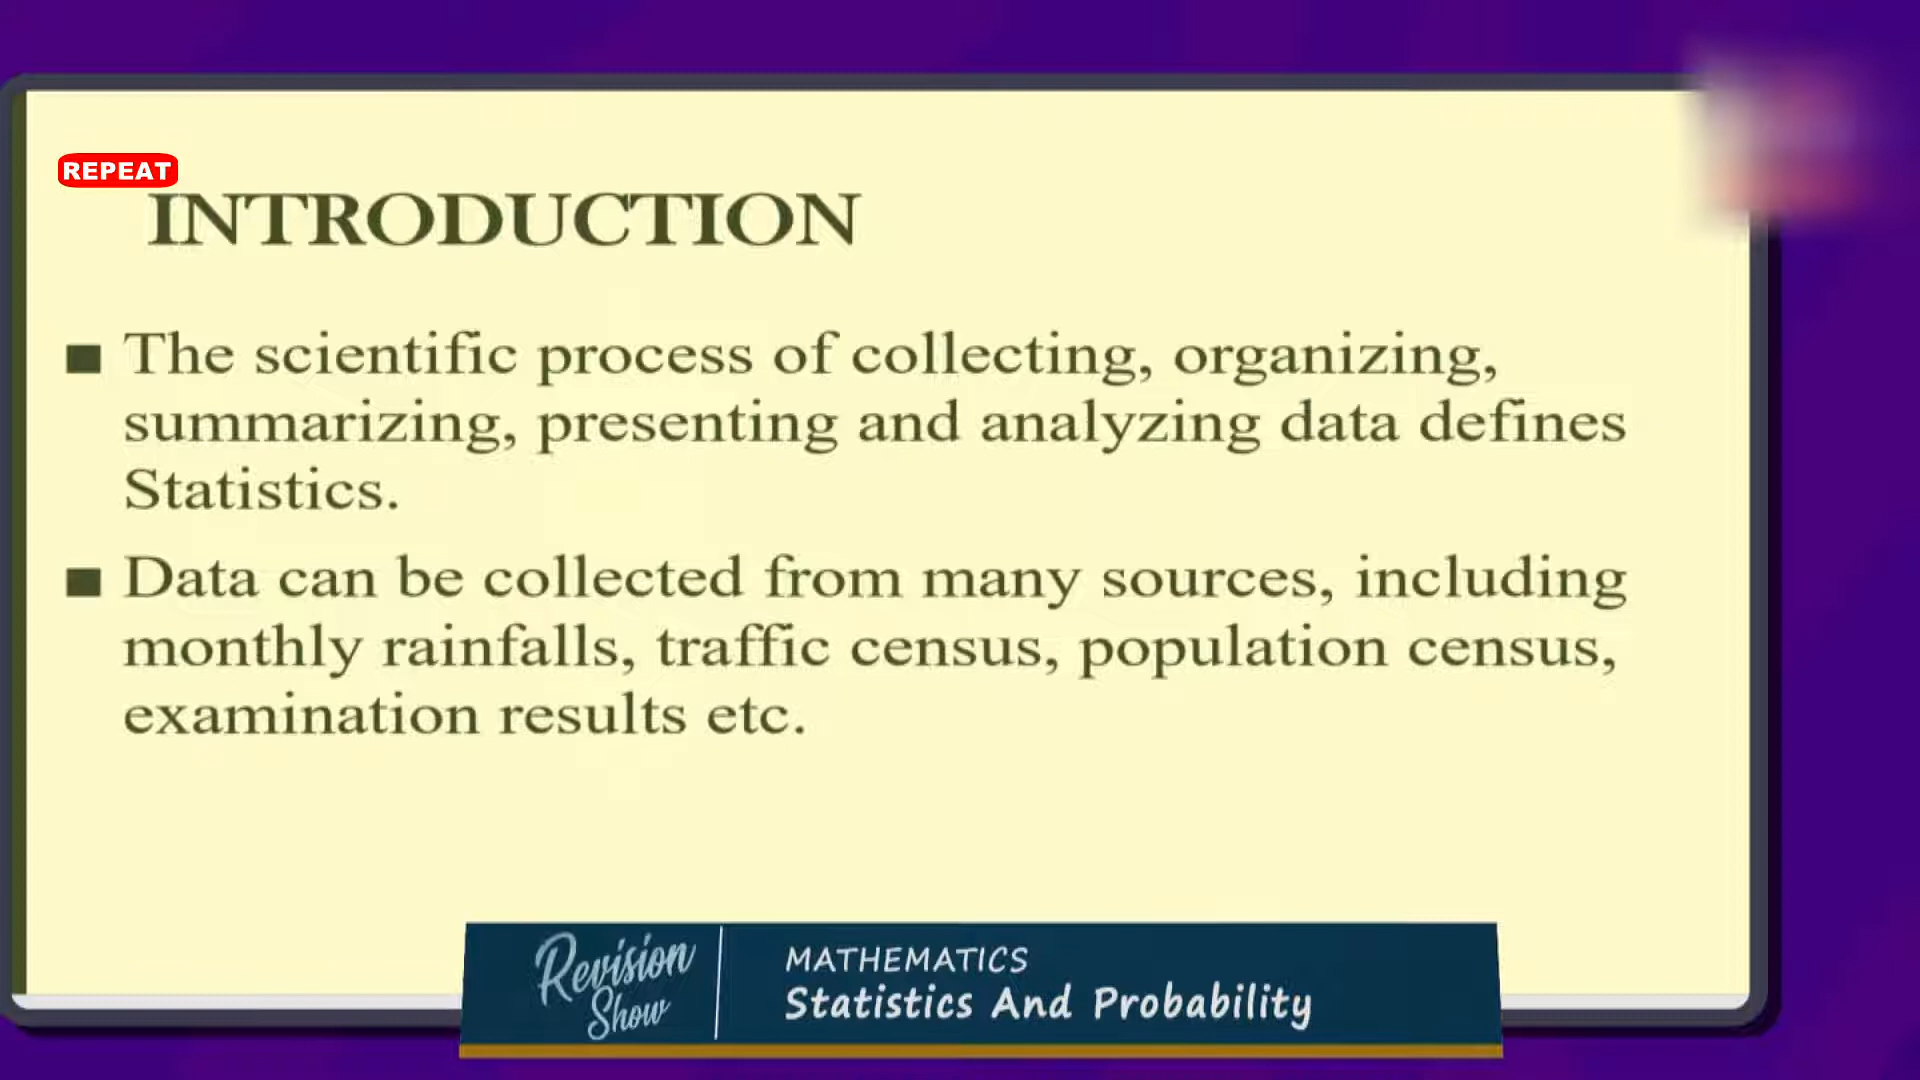 REPEAT
INTRODUCTION
■ The scientific process of collecting, organizing,
summarizing, presenting and analyzing data defines
Statistics.
■ Data can be collected from many sources, including
monthly rainfalls, traffic census, population census,
examination results etc.
Revision
Show
MATHEMATICS
Statistics And Probability